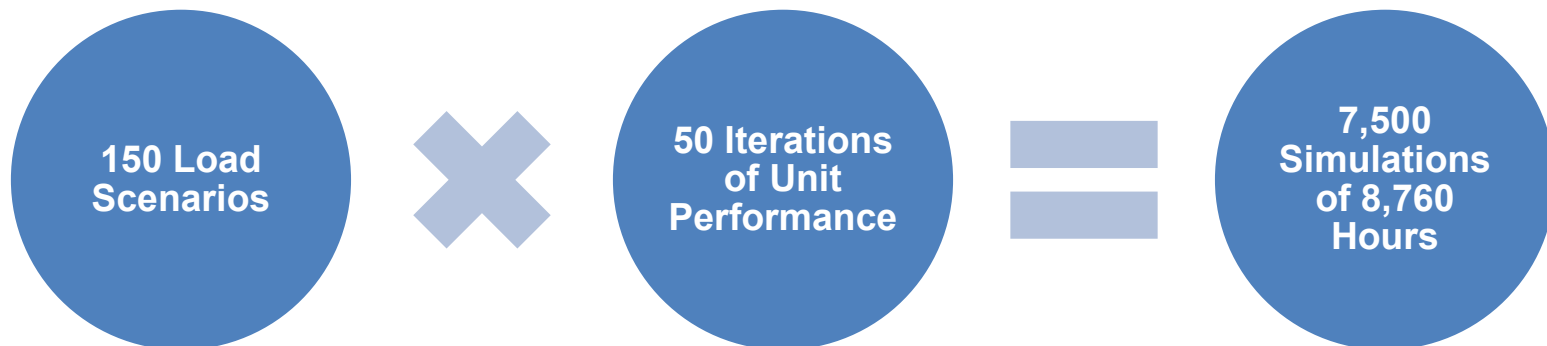 150 Load
Scenarios
50 Iterations
of Unit
Performance
7,500
Simulations
of 8,760
Hours